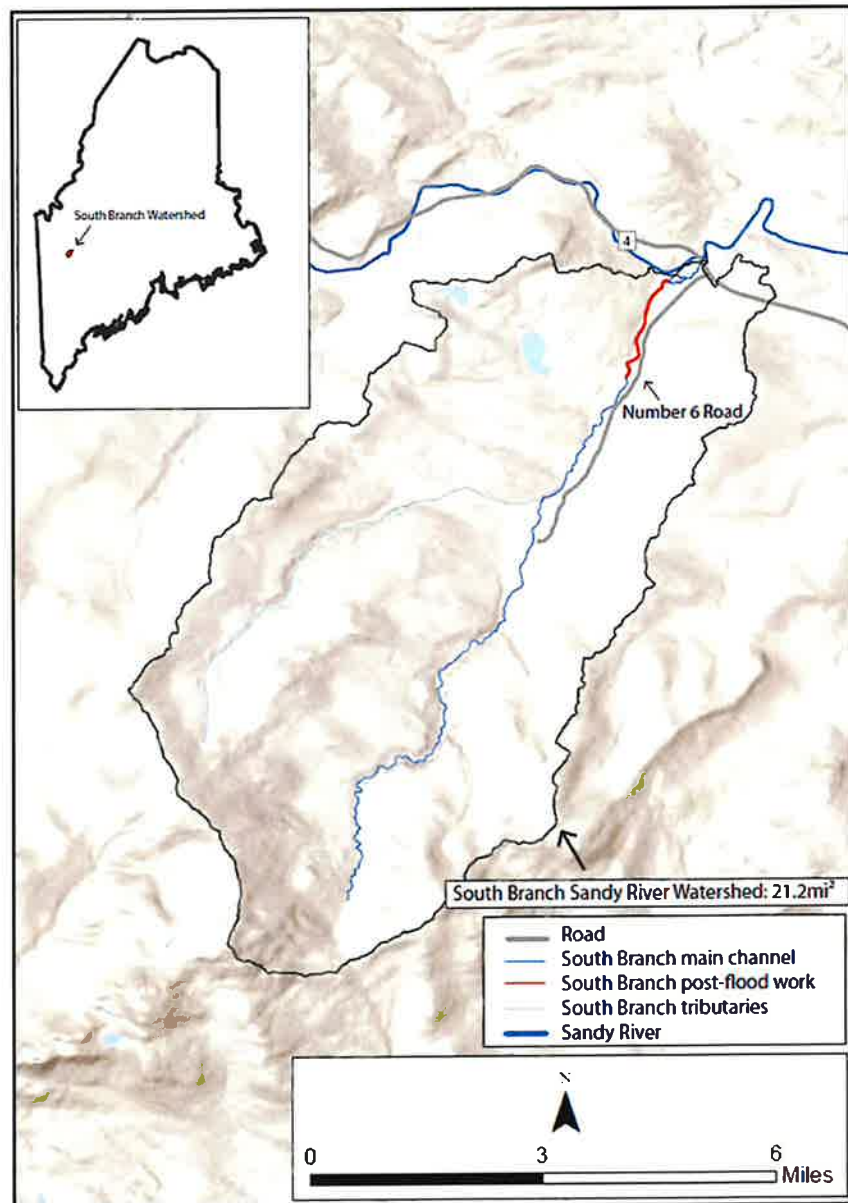 South Branch Watershed
4
Number 6 Road
South Branch Sandy River Watershed: 21.2mi²
Road
South Branch main channel
South Branch post-flood work
South Branch tributaries
Sandy River
N
0 3 6 Miles